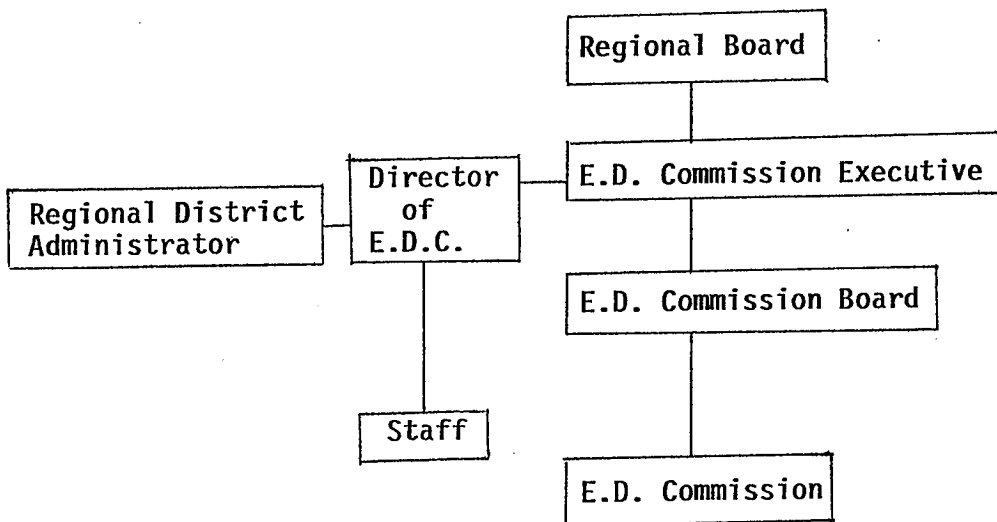 Regional Board
E.D. Commission Executive
Director
of
E.D.C.
Regional District
Administrator
E.D. Commission Board
Staff
E.D. Commission